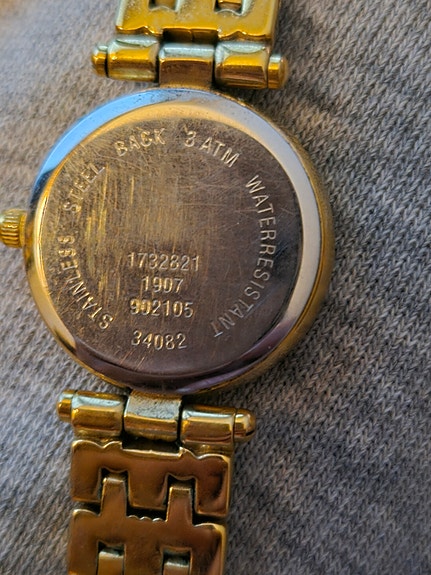 STAINLESS STEEL BACK 3 ATM WATERRESISTANT
1732821
1907
902105
34082